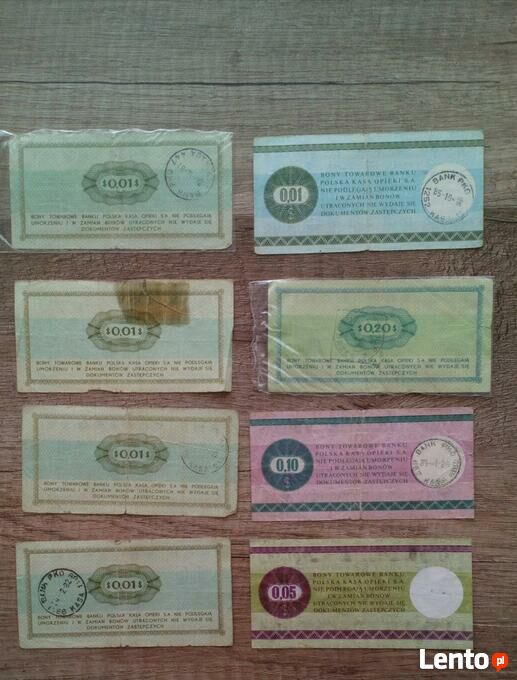 $0,01$
BONY TOWAROWE BANKU POLSKA KASA OPIEKI S.A. NIE PODLEGAJĄ
UMORZENIU I W ZAMIAN BONÓW UTRACONYCH NIE WYDAJE SIĘ
DOKUMENTÓW ZASTĘPCZYCH
0,01
$
BONY TOWAROWE BANKU
POLSKA KASA OPIEKI S.A.
NIE PODLEGAJĄ UMORZENIU
I W ZAMIAN BONÓW
UTRACONYCH NIE WYDAJE SIĘ
DOKUMENTÓW ZASTĘPCZYCH
BANK PKO
1252 KASA
$0,01$
BONY TOWAROWE BANKU POLSKA KASA OPIEKI S.A. NIE PODLEGAJĄ
UMORZENIU I W ZAMIAN BONÓW UTRACONYCH NIE WYDAJE SIĘ
DOKUMENTÓW ZASTĘPCZYCH
$0,20$
BONY TOWAROWE BANKU POLSKA KASA OPIEKI S.A. NIE PODLEGAJĄ
UMORZENIU I W ZAMIAN BONÓW UTRACONYCH NIE WYDAJE SIĘ
DOKUMENTÓW ZASTĘPCZYCH
$0,01$
BONY TOWAROWE BANKU POLSKA KASA OPIEKI S.A. NIE PODLEGAJĄ
UMORZENIU I W ZAMIAN BONÓW UTRACONYCH NIE WYDAJE SIĘ
DOKUMENTÓW ZASTĘPCZYCH
0,10
$
BONY TOWAROWE BANKU
POLSKA KASA OPIEKI S.A.
NIE PODLEGAJĄ UMORZENIU
I W ZAMIAN BONÓW
UTRACONYCH NIE WYDAJE SIĘ
DOKUMENTÓW ZASTĘPCZYCH
BANK PKO
$0,01$
BONY TOWAROWE BANKU POLSKA KASA OPIEKI S.A. NIE PODLEGAJĄ
UMORZENIU I W ZAMIAN BONÓW UTRACONYCH NIE WYDAJE SIĘ
DOKUMENTÓW ZASTĘPCZYCH
PKO
KASA
0,05
$
BONY TOWAROWE BANKU
POLSKA KASA OPIEKI S.A.
NIE PODLEGAJĄ UMORZENIU
I W ZAMIAN BONÓW
UTRACONYCH NIE WYDAJE SIĘ
DOKUMENTÓW ZASTĘPCZYCH
Lento.pl